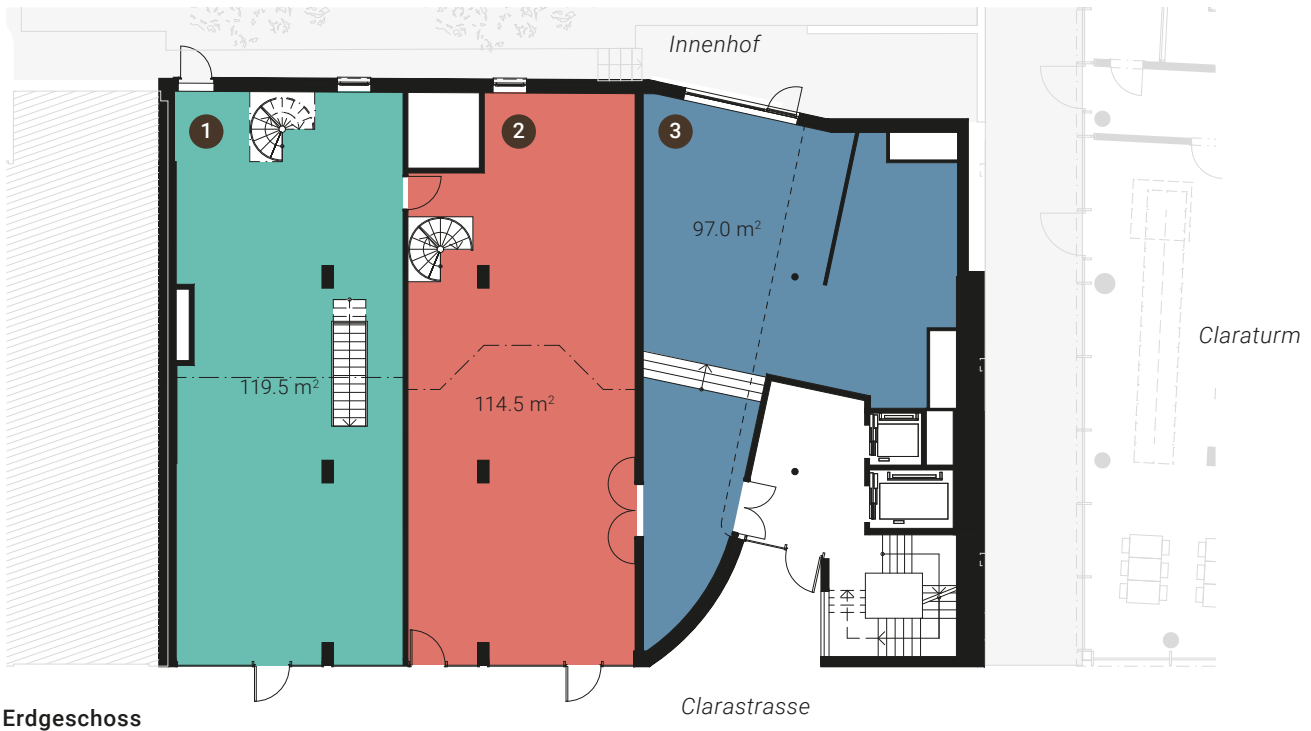 Innenhof
1
2
3
97.0 m²
Claraturm
119.5 m²
114.5 m²
Clarastrasse
Erdgeschoss